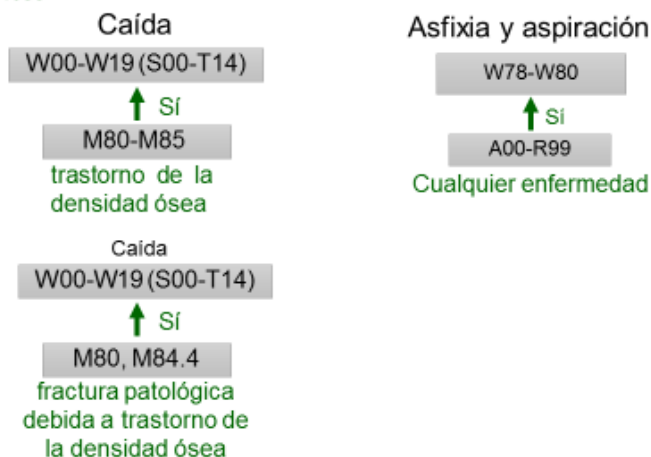 Caída
W00-W19 (S00-T14)
Sí
M80-M85
trastorno de la
densidad ósea
Caída
W00-W19 (S00-T14)
Sí
M80, M84.4
fractura patológica
debida a trastorno de
la densidad ósea
Asfixia y aspiración
W78-W80
Sí
A00-R99
Cualquier enfermedad